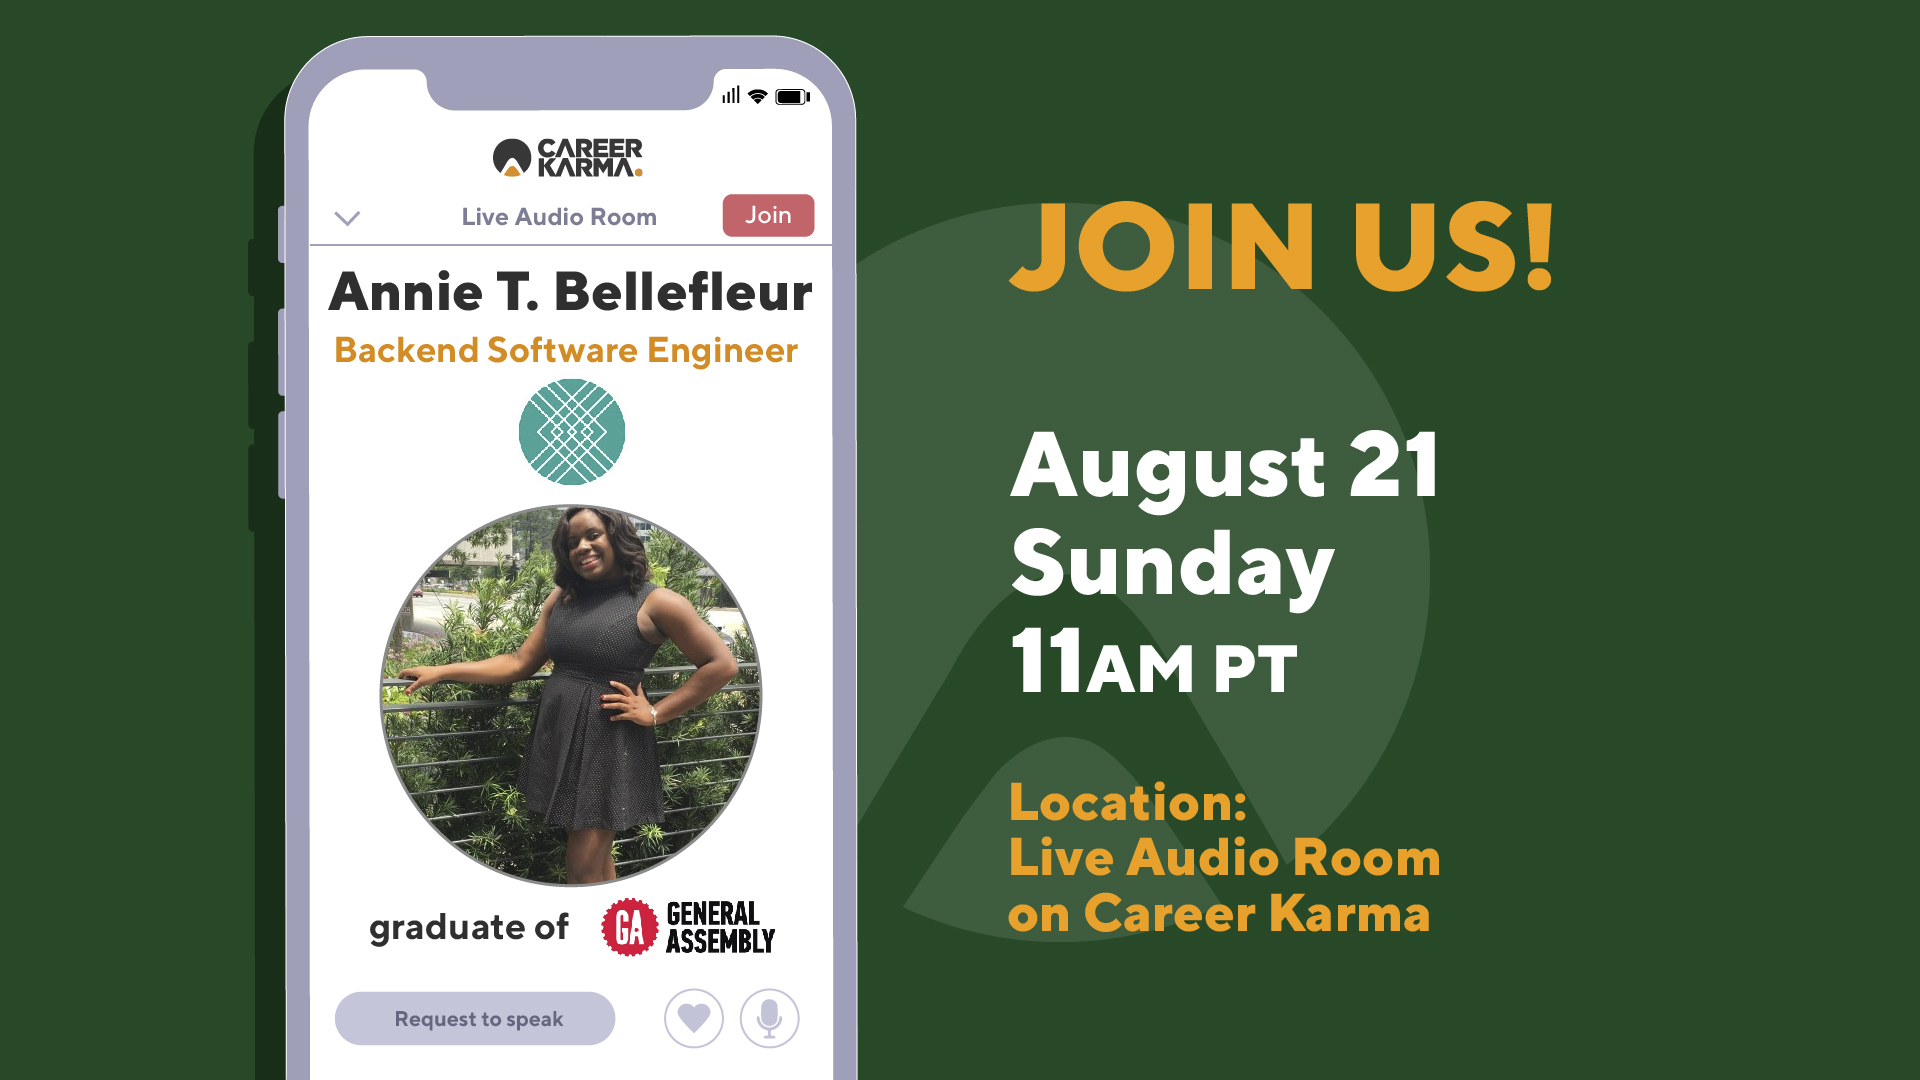 CAREER
KARMA.
Live Audio Room
Join
Annie T. Bellefleur
Backend Software Engineer
graduate of
GA
GENERAL
ASSEMBLY
Request to speak
JOIN US!
August 21
Sunday
11AM PT
Location:
Live Audio Room
on Career Karma